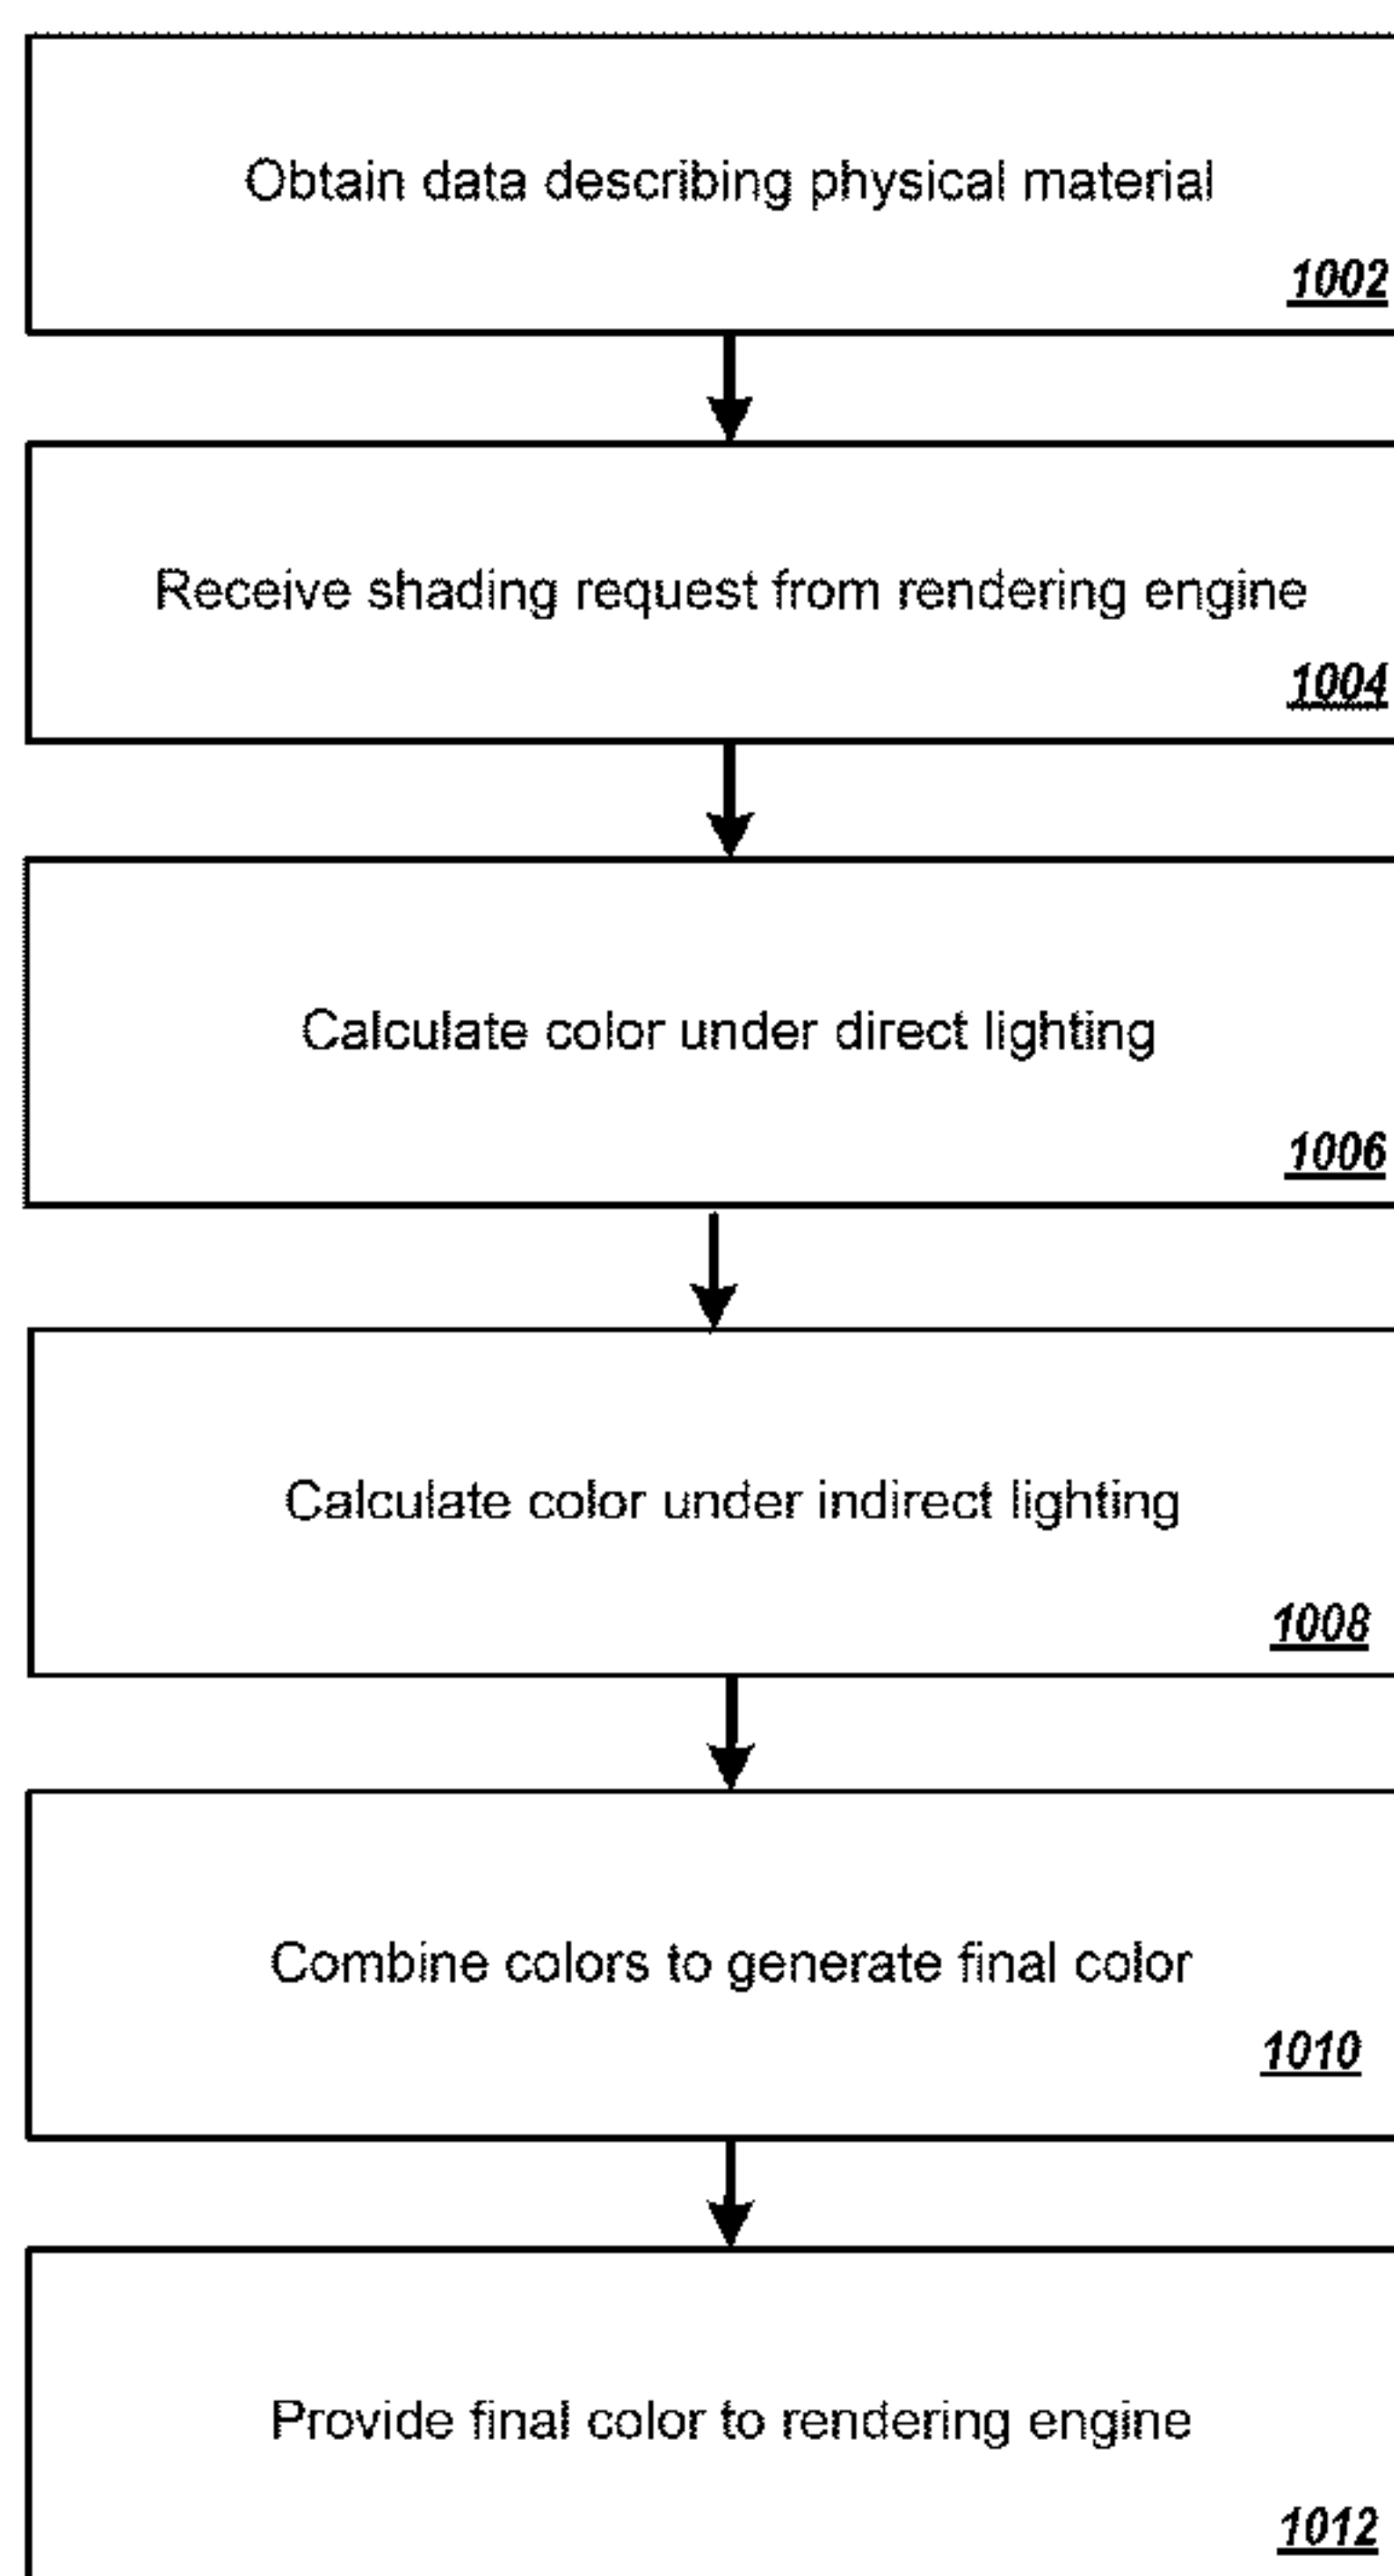 Obtain data describing physical material
1002
Receive shading request from rendering engine
1004
Calculate color under direct lighting
1006
Calculate color under indirect lighting
1008
Combine colors to generate final color
1010
Provide final color to rendering engine
1012